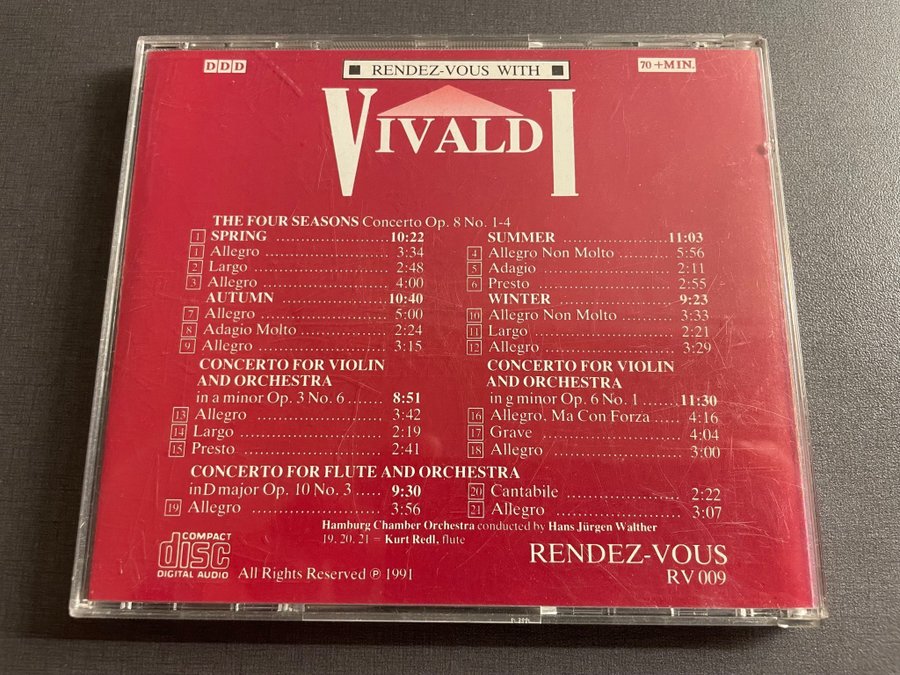 DDD
RENDEZ-VOUS WITH
70 + MIN.
VIVALDI
THE FOUR SEASONS Concerto Op. 8 No. 1-4
1 SPRING ........................ 10:22
1 Allegro ........................ 3:34
2 Largo ........................ 2:48
3 Allegro ........................ 4:00
AUTUMN ........................ 10:40
7 Allegro ........................ 5:00
8 Adagio Molto ................ 2:24
9 Allegro ........................ 3:15
SUMMER ........................ 11:03
4 Allegro Non Molto .......... 5:56
5 Adagio ........................ 2:11
6 Presto ........................ 2:55
WINTER ........................ 9:23
10 Allegro Non Molto .......... 3:33
11 Largo ........................ 2:21
12 Allegro ........................ 3:29
CONCERTO FOR VIOLIN
AND ORCHESTRA
in a minor Op. 3 No. 6 ...... 8:51
13 Allegro ...................... 3:42
14 Largo ........................ 2:19
15 Presto ........................ 2:41
CONCERTO FOR VIOLIN
AND ORCHESTRA
in g minor Op. 6 No. 1 ...... 11:30
16 Allegro. Ma Con Forza ..... 4:16
17 Grave ........................ 4:04
18 Allegro ...................... 3:00
CONCERTO FOR FLUTE AND ORCHESTRA
in D major Op. 10 No. 3 ..... 9:30
19 Allegro ...................... 3:56
20 Cantabile .................... 2:22
21 Allegro ...................... 3:07
Hamburg Chamber Orchestra conducted by Hans Jürgen Walther
19. 20. 21 = Kurt Redl, flute
COMPACT
disc
DIGITAL AUDIO
All Rights Reserved ℗ 1991
RENDEZ-VOUS
RV 009